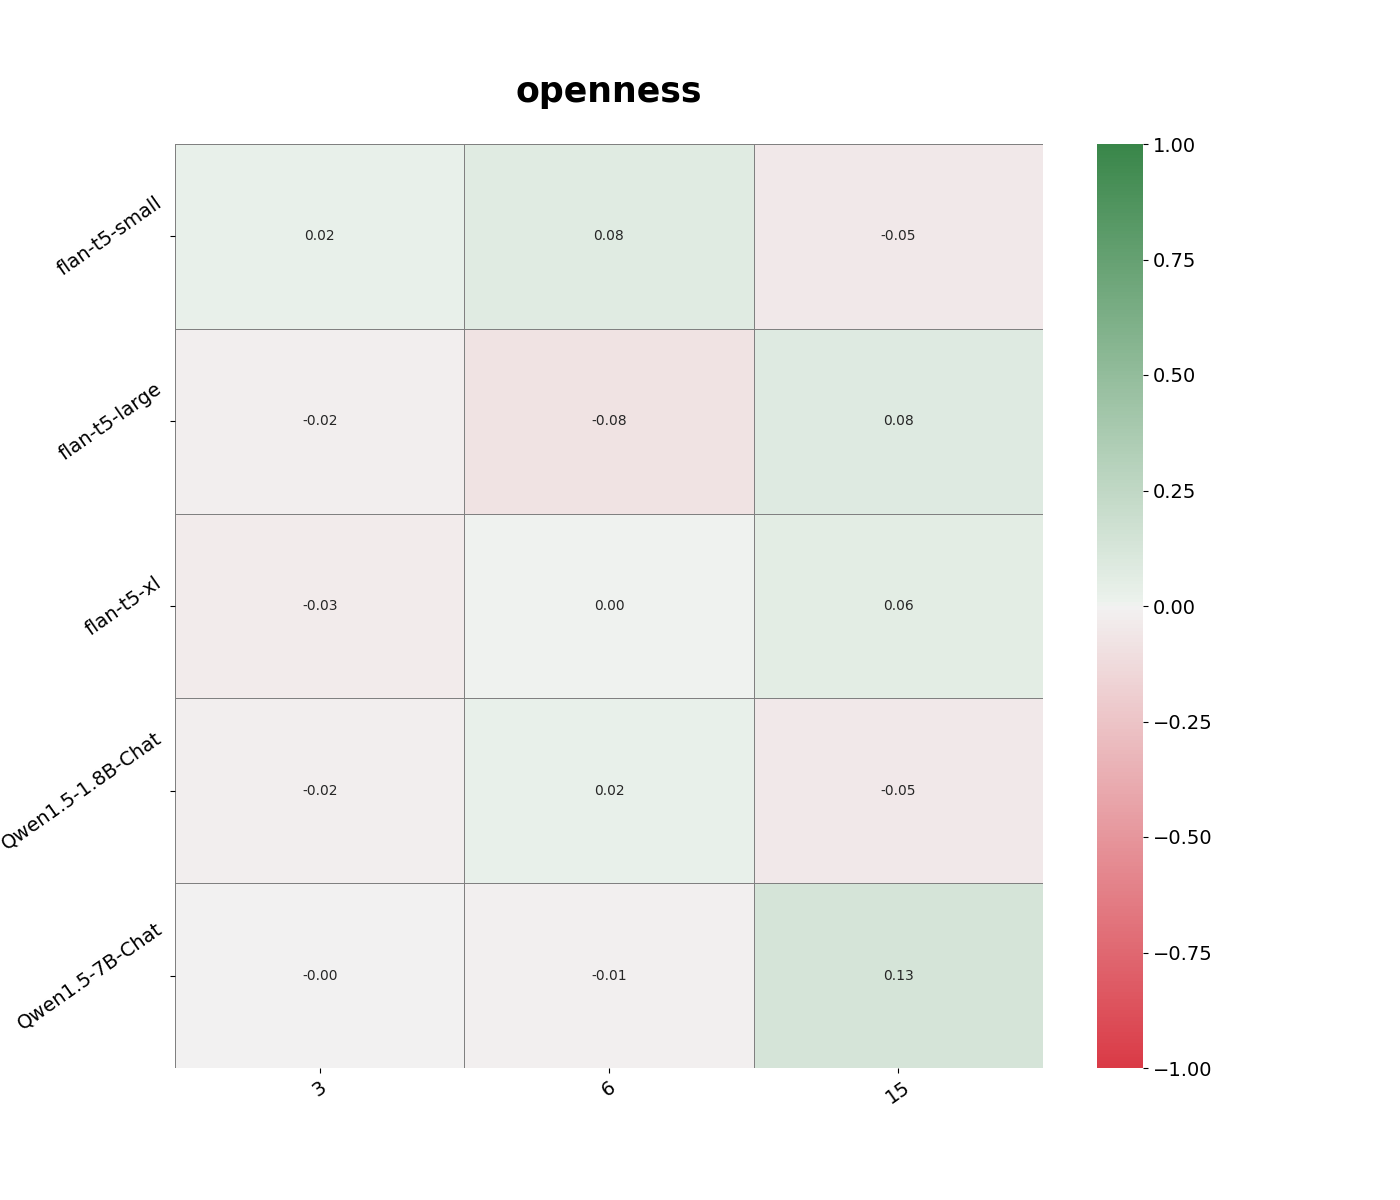 openness
flan-t5-small 0.02 0.08 -0.05
flan-t5-large -0.02 -0.08 0.08
flan-t5-xl -0.03 0.00 0.06
Qwen1.5-1.8B-Chat -0.02 0.02 -0.05
Qwen1.5-7B-Chat -0.00 -0.01 0.13
3 6 15
1.00
0.75
0.50
0.25
0.00
−0.25
−0.50
−0.75
−1.00